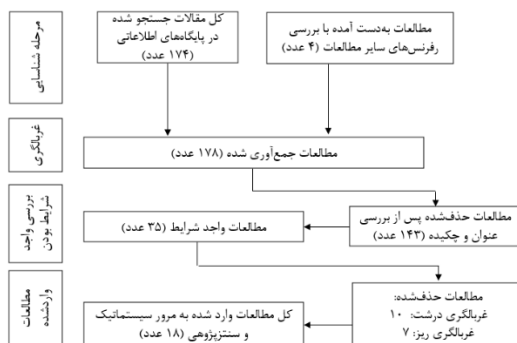 مرحله شناسایی
کل مقالات جستجو شده
در پایگاه‌های اطلاعاتی
(۱۷۴ عدد)
مطالعات به‌دست آمده با بررسی
رفرنس‌های سایر مطالعات (۴ عدد)
غربالگری
مطالعات جمع‌آوری شده (۱۷۸ عدد)
بررسی واجد
شرایط بودن
مطالعات حذف‌شده پس از بررسی
عنوان و چکیده (۱۴۳ عدد)
مطالعات واجد شرایط (۳۵ عدد)
مطالعات
واردشده
مطالعات حذف‌شده:
غربالگری درشت: ۱۰
غربالگری ریز: ۷
کل مطالعات وارد شده به مرور سیستماتیک
و سنتزپژوهی (۱۸ عدد)